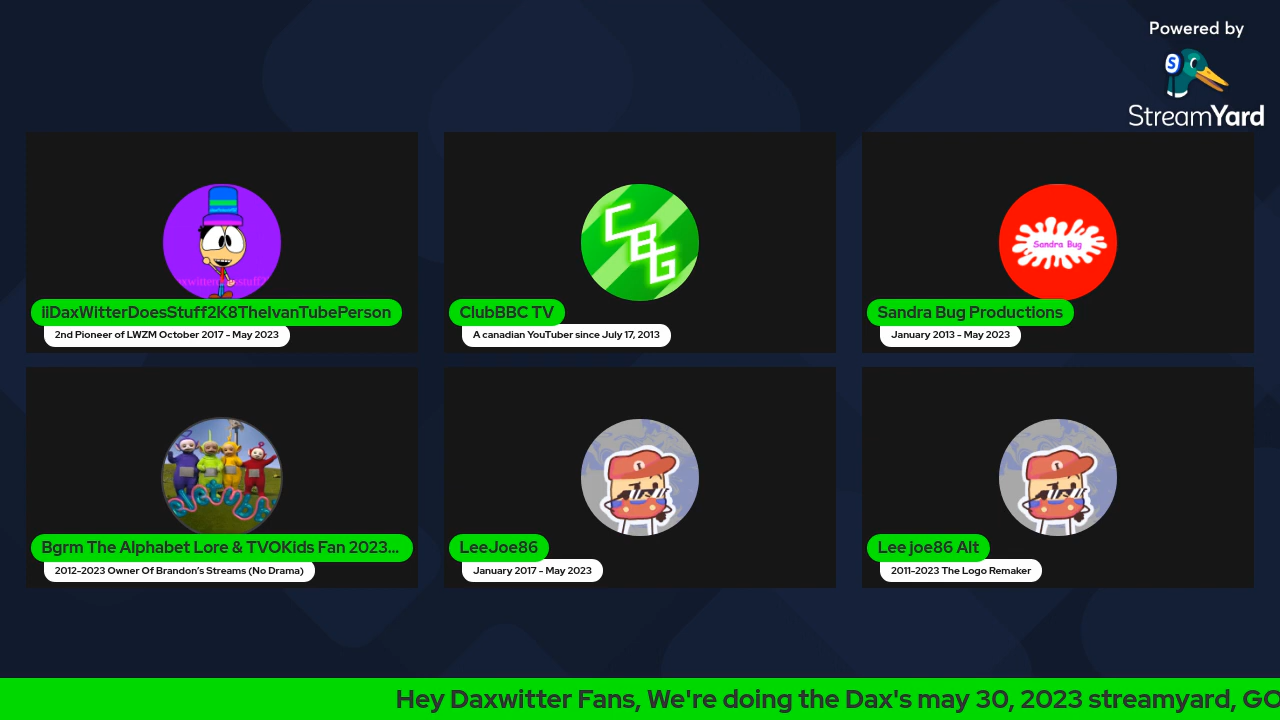 Powered by
S
StreamYard
CBG
Sandra Bug
iiDaxWitterDoesStuff2K8TheIvanTubePerson
2nd Pioneer of LWZM October 2017 - May 2023
ClubBBC TV
A canadian YouTuber since July 17, 2013
Sandra Bug Productions
January 2013 - May 2023
Bgrm The Alphabet Lore & TVOKids Fan 2023...
2012-2023 Owner Of Brandon's Streams (No Drama)
LeeJoe86
January 2017 - May 2023
Lee joe86 Alt
2011-2023 The Logo Remaker
Hey Daxwitter Fans, We're doing the Dax's may 30, 2023 streamyard, GO